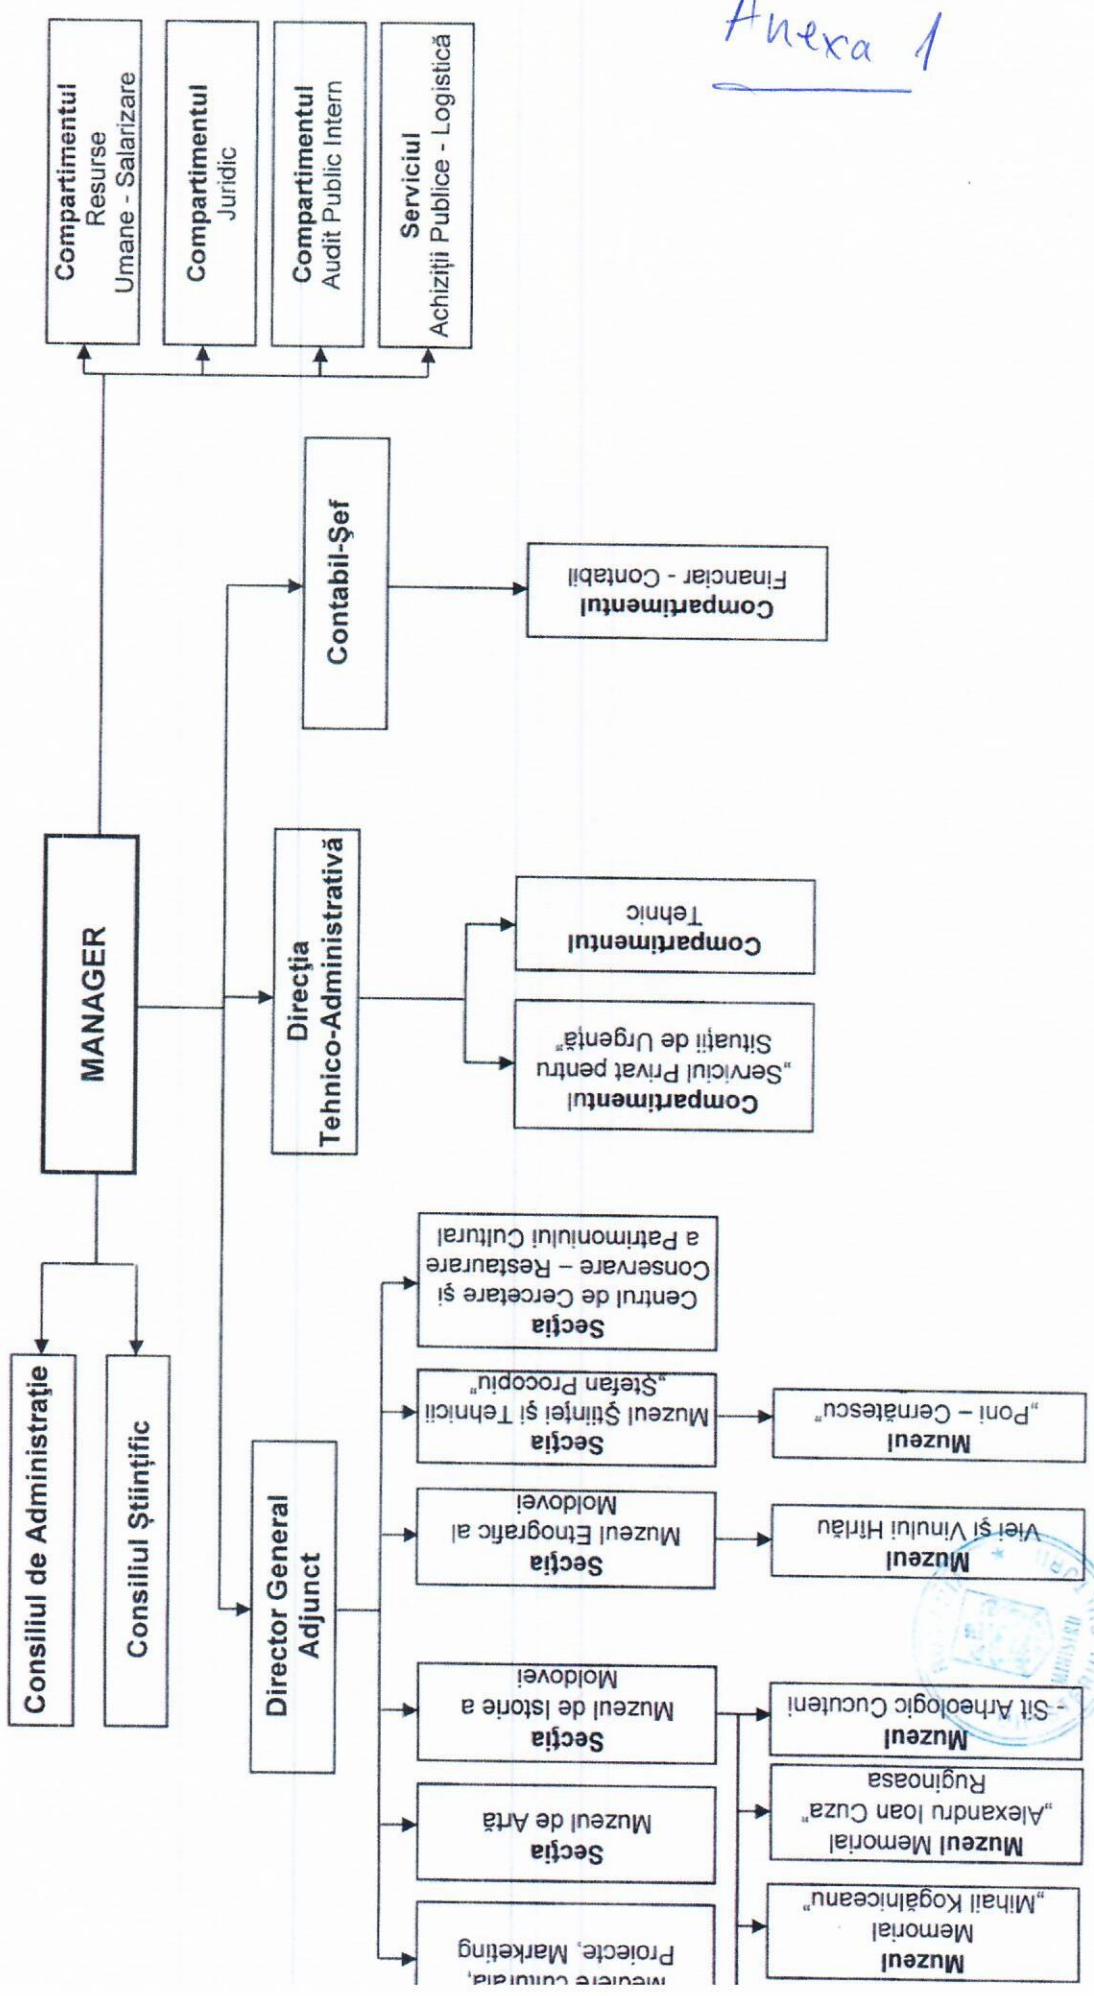 Anexa 1
Consiliul de Administraţie
Consiliul Ştiinţific
MANAGER
Compartimentul
Resurse
Umane - Salarizare
Compartimentul
Juridic
Compartimentul
Audit Public Intern
Serviciul
Achiziţii Publice - Logistică
Director General
Adjunct
Direcţia
Tehnico-Administrativă
Contabil-Şef
Mediere culturală,
Proiecte, Marketing
Secţia
Muzeul de Artă
Secţia
Muzeul de Istorie a
Moldovei
Secţia
Muzeul Etnografic al
Moldovei
Secţia
Muzeul Ştiinţei şi Tehnicii
„Ştefan Procopiu"
Secţia
Centrul de Cercetare şi
Conservare – Restaurare
a Patrimoniului Cultural
Compartimentul
„Serviciul Privat pentru
Situaţii de Urgenţă"
Compartimentul
Tehnic
Compartimentul
Financiar - Contabil
Muzeul
Memorial
„Mihail Kogălniceanu"
Muzeul Memorial
„Alexandru Ioan Cuza"
Ruginoasa
Muzeul
- Sit Arheologic Cucuteni
Muzeul
Viei şi Vinului Hîrlău
Muzeul
„Poni – Cernătescu"